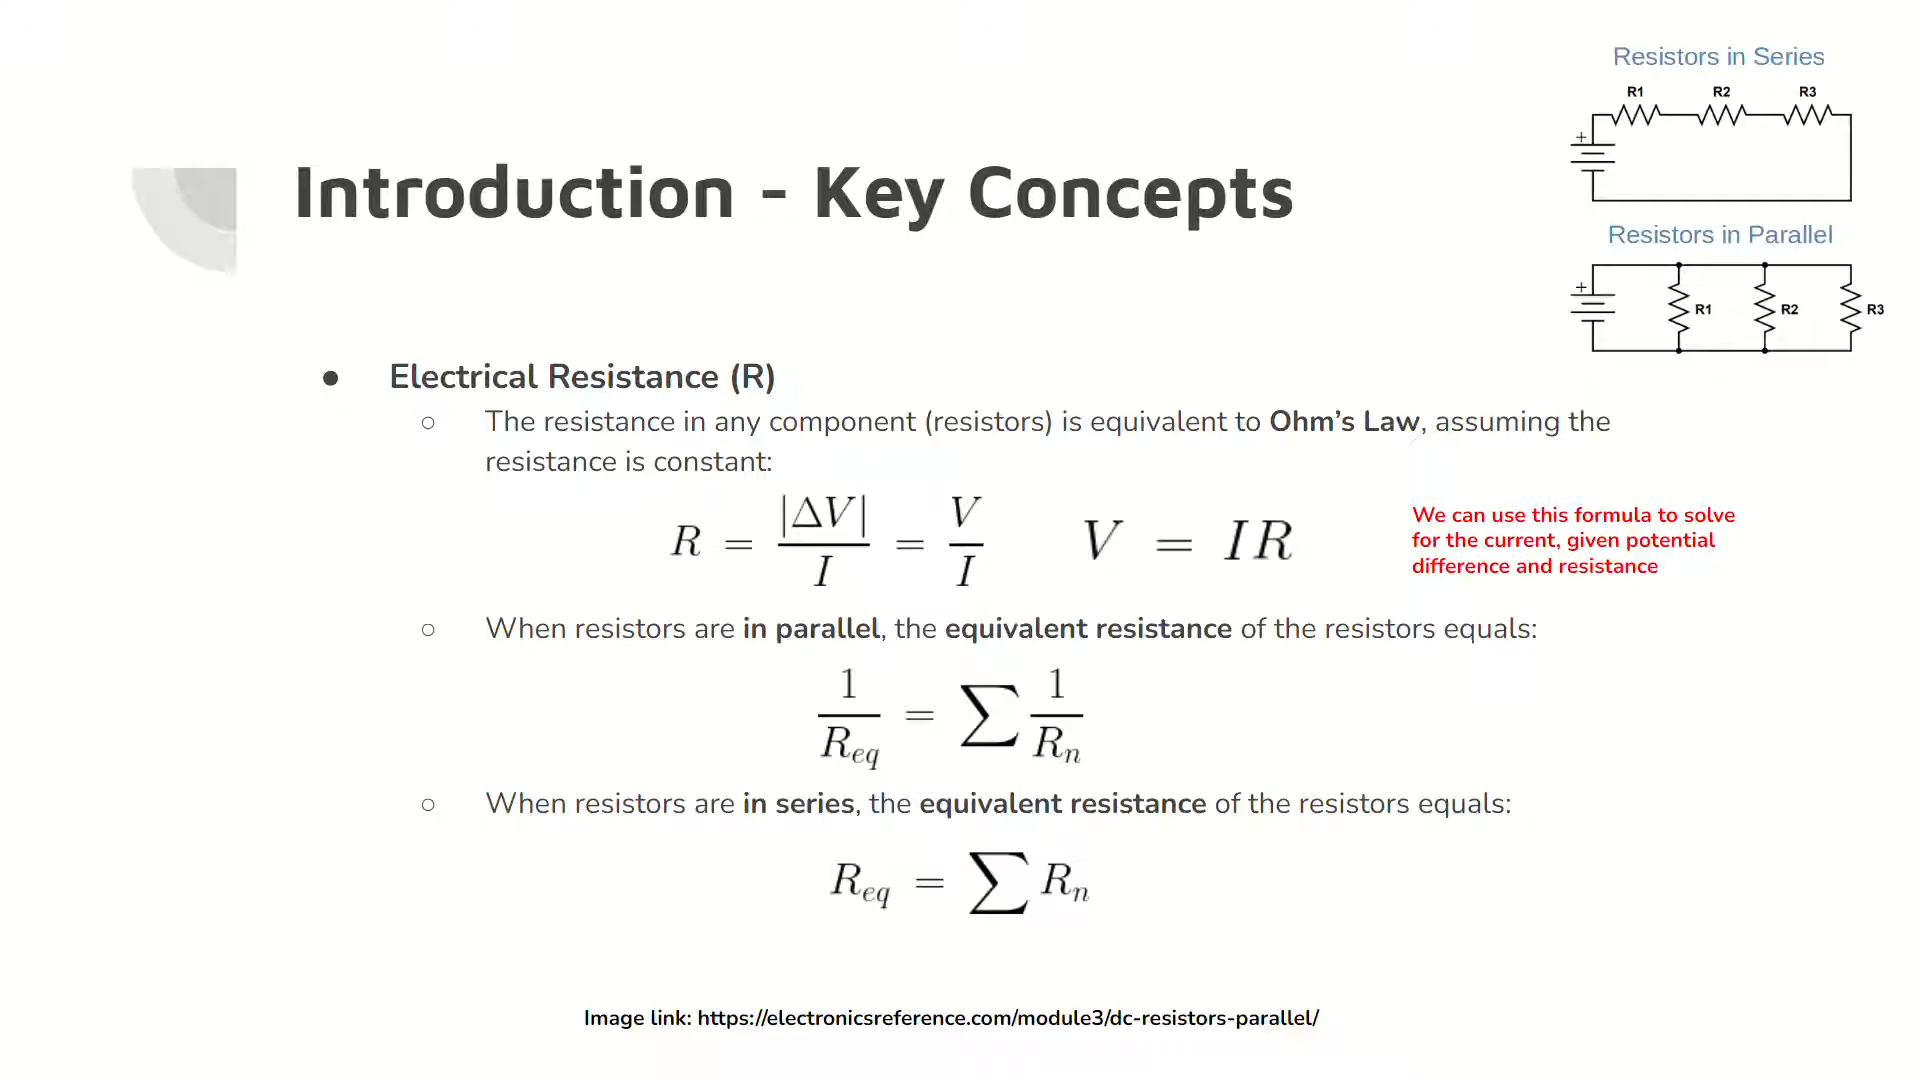 Resistors in Series
R1 R2 R3
+
Introduction - Key Concepts
Resistors in Parallel
+
R1 R2 R3
● Electrical Resistance (R)
○ The resistance in any component (resistors) is equivalent to Ohm's Law, assuming the
resistance is constant:
R = |ΔV| / I = V / I    V = IR
We can use this formula to solve
for the current, given potential
difference and resistance
○ When resistors are in parallel, the equivalent resistance of the resistors equals:
1 / R_eq = ∑ 1 / R_n
○ When resistors are in series, the equivalent resistance of the resistors equals:
R_eq = ∑ R_n
Image link: https://electronicsreference.com/module3/dc-resistors-parallel/